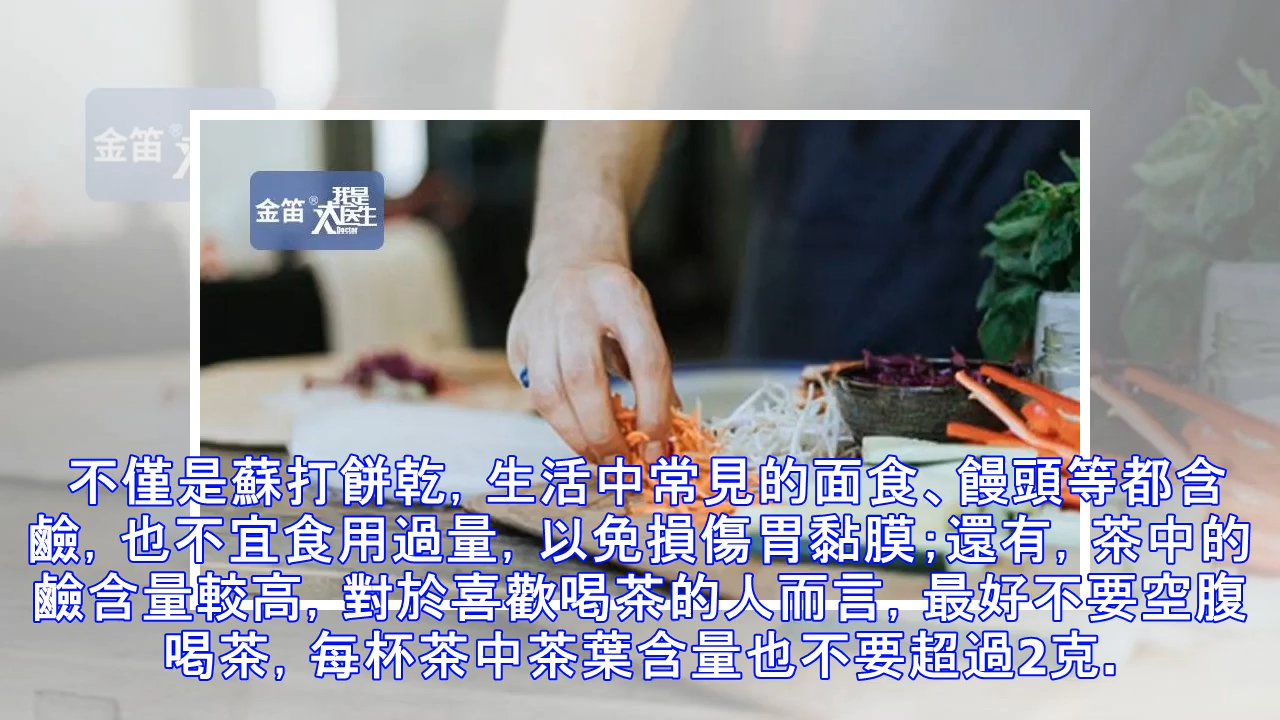 金笛®
金笛® 我是
大医生
Doctor
不僅是蘇打餅乾, 生活中常見的面食、饅頭等都含
鹼, 也不宜食用過量, 以免損傷胃黏膜;還有, 茶中的
鹼含量較高, 對於喜歡喝茶的人而言, 最好不要空腹
喝茶, 每杯茶中茶葉含量也不要超過2克.